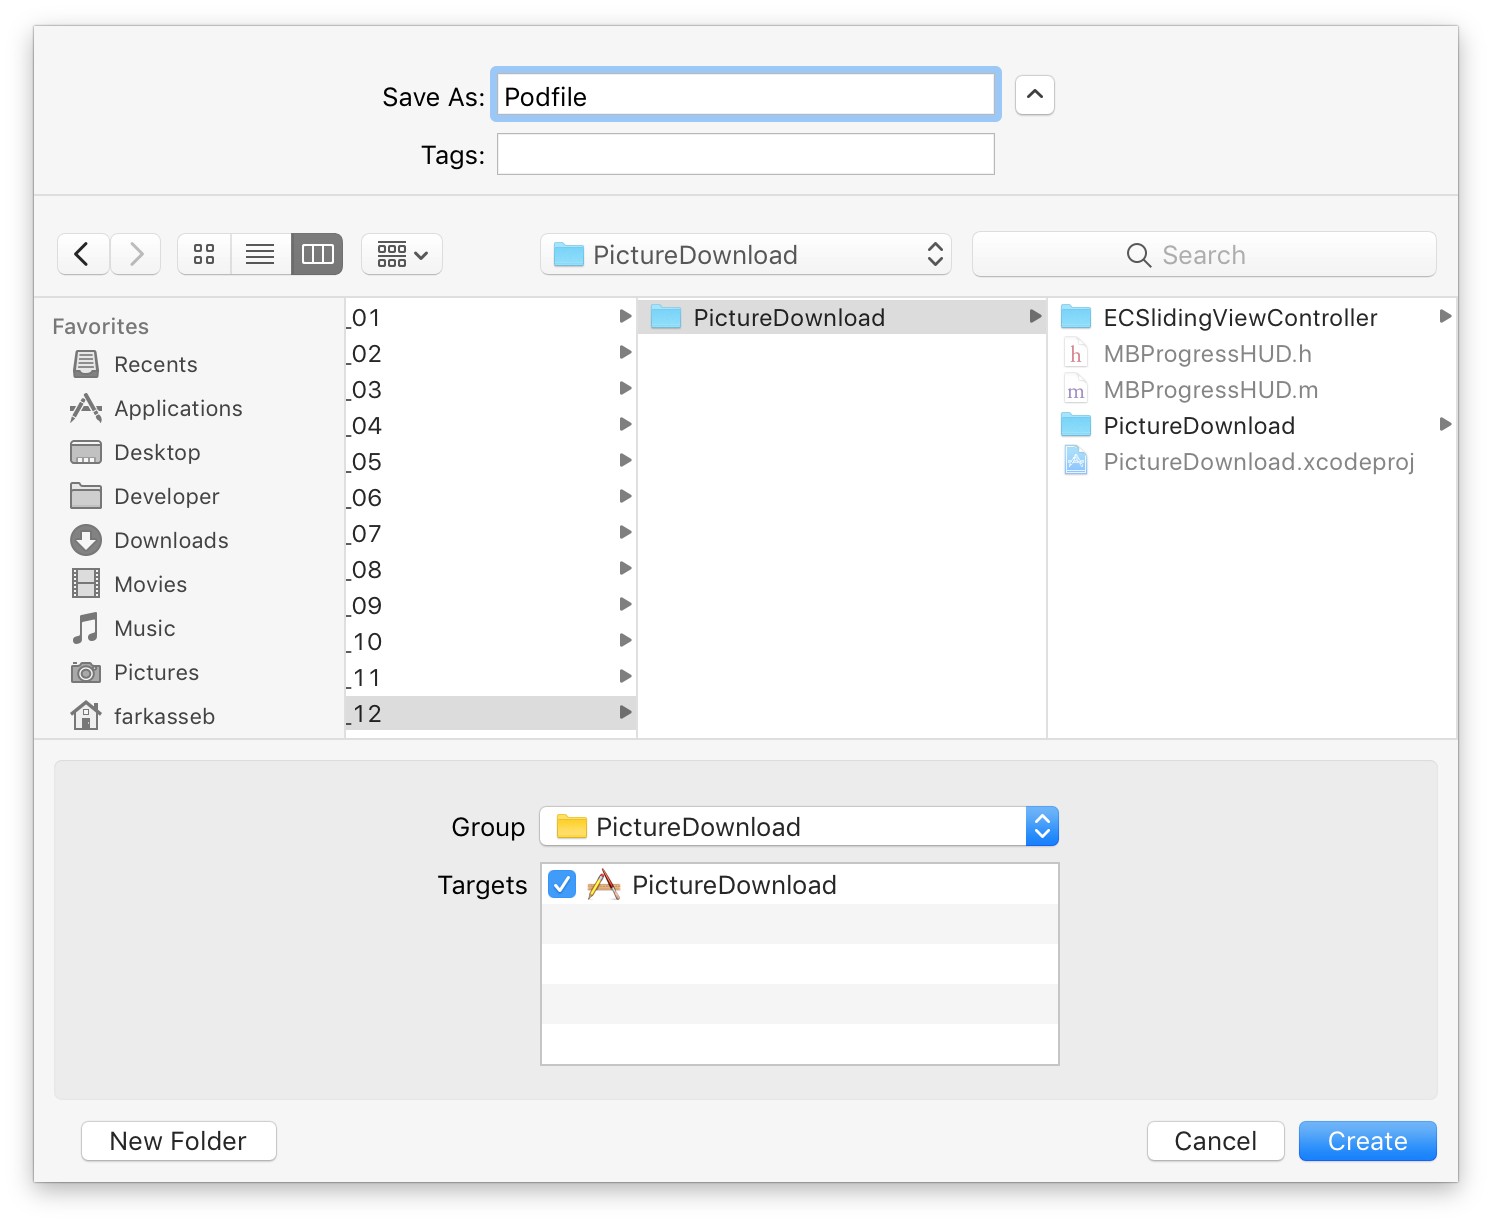 Save As: Podfile
Tags:
PictureDownload
Search
Favorites
Recents
Applications
Desktop
Developer
Downloads
Movies
Music
Pictures
farkasseb
_01
_02
_03
_04
_05
_06
_07
_08
_09
_10
_11
_12
PictureDownload
ECSlidingViewController
h MBProgressHUD.h
m MBProgressHUD.m
PictureDownload
PictureDownload.xcodeproj
Group PictureDownload
Targets PictureDownload
New Folder
Cancel
Create